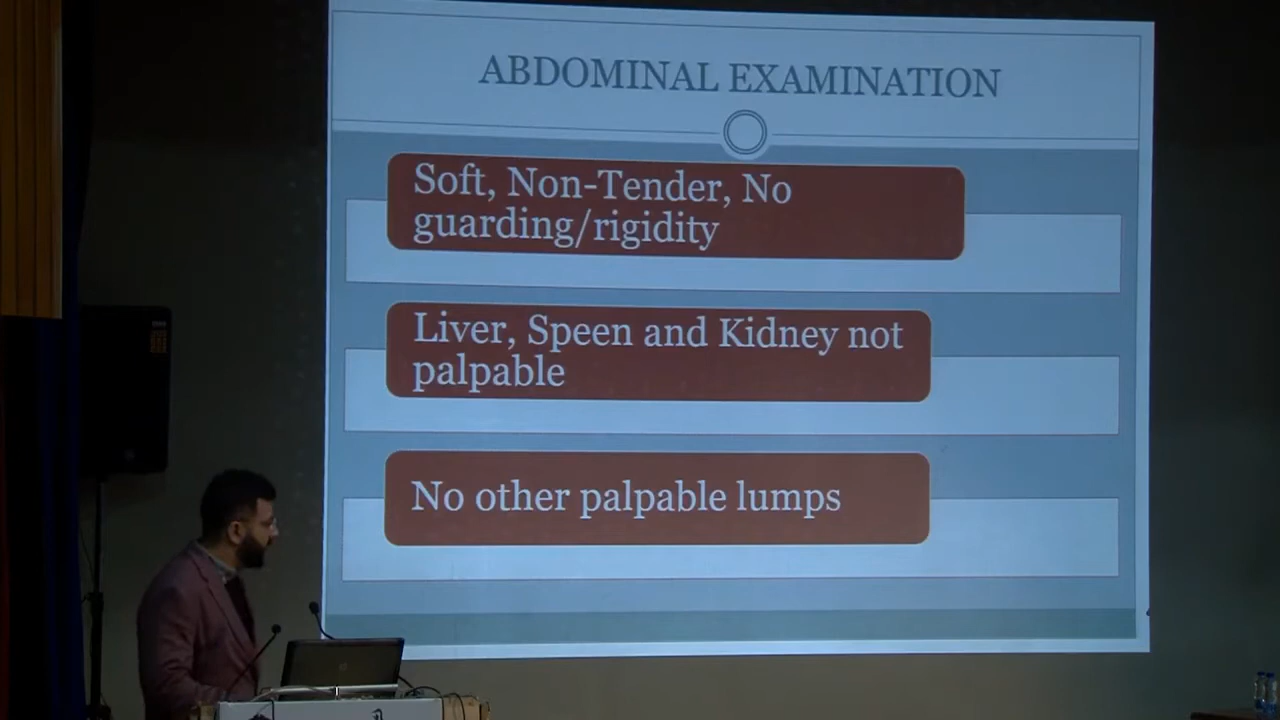 ABDOMINAL EXAMINATION
Soft, Non-Tender, No
guarding/rigidity
Liver, Speen and Kidney not
palpable
No other palpable lumps